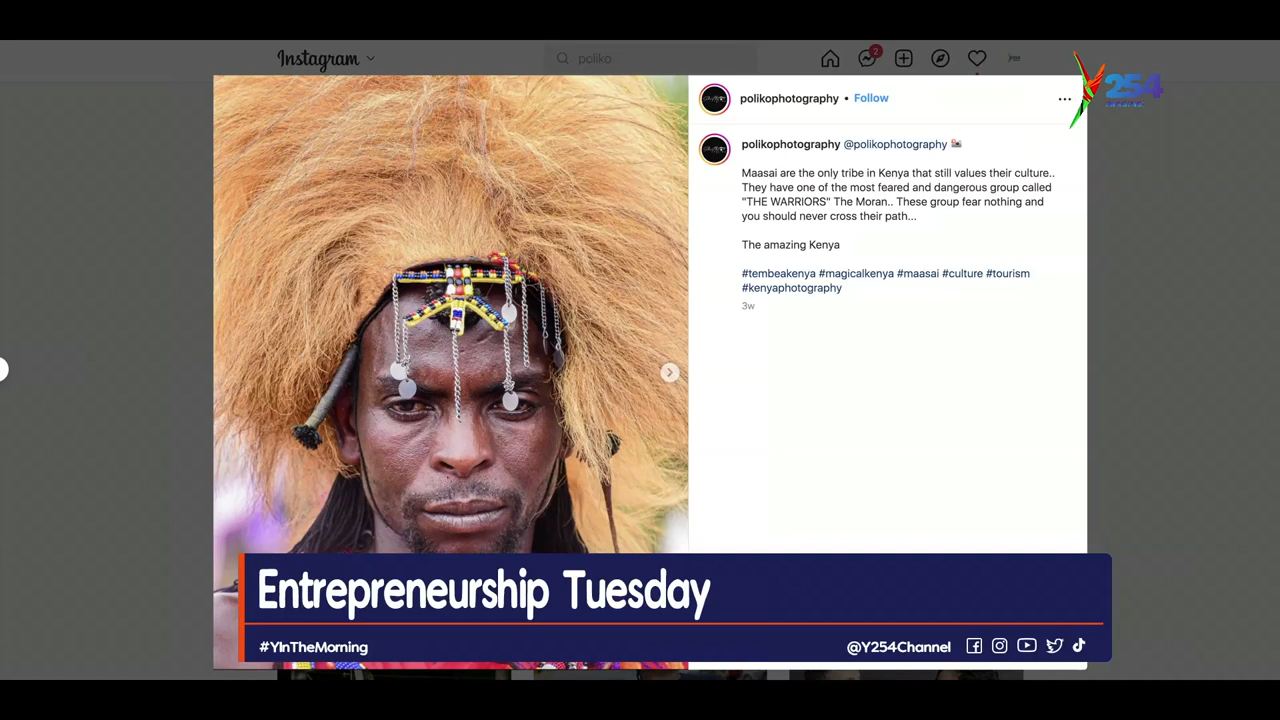 Instagram
poliko
2
254
polikophotography • Follow
polikophotography @polikophotography
Maasai are the only tribe in Kenya that still values their culture..
They have one of the most feared and dangerous group called
"THE WARRIORS" The Moran.. These group fear nothing and
you should never cross their path...
The amazing Kenya
#tembeakenya #magicalkenya #maasai #culture #tourism
#kenyaphotography
3w
Entrepreneurship Tuesday
#YInTheMorning
@Y254Channel